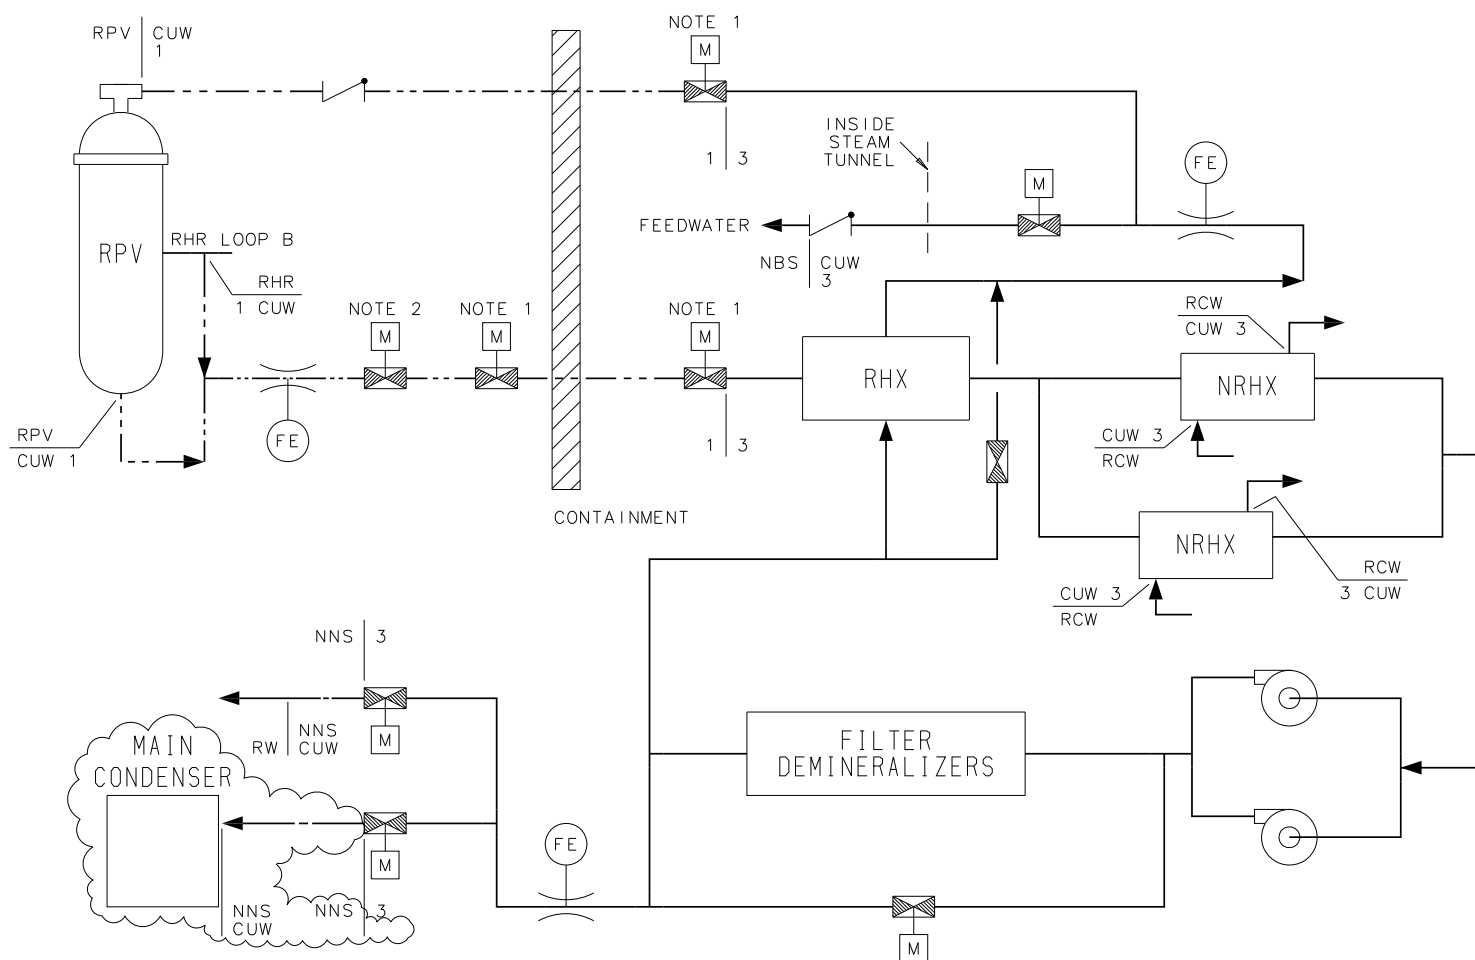 NOTE 1
M
RPV
CUW
1
INSIDE
STEAM
TUNNEL
1
3
FE
M
FEEDWATER
NBS
CUW
3
RPV
RHR LOOP B
RHR
1 CUW
NOTE 2
M
NOTE 1
M
NOTE 1
M
RCW
CUW 3
RHX
NRHX
RPV
CUW 1
FE
1
3
CUW 3
RCW
CONTAINMENT
NRHX
CUW 3
RCW
RCW
3 CUW
NNS
3
M
RW
NNS
CUW
MAIN
CONDENSER
FILTER
DEMINERALIZERS
FE
M
NNS
CUW
NNS
3
M